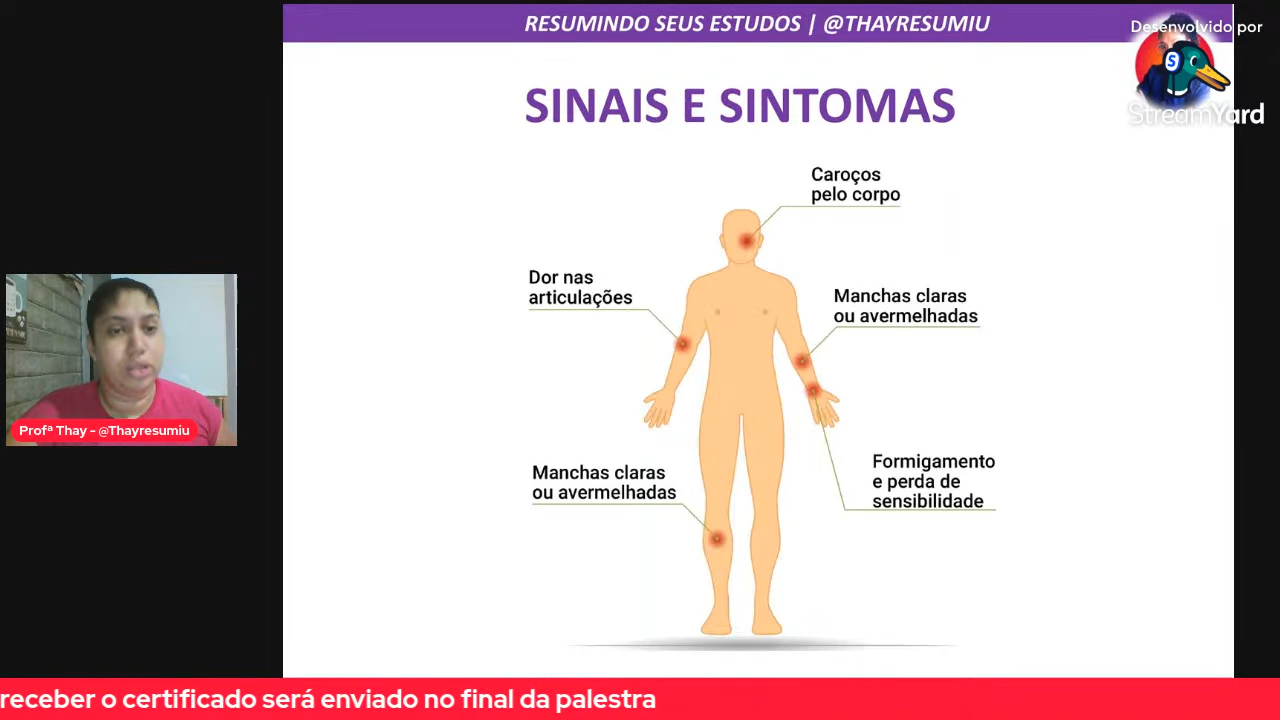 RESUMINDO SEUS ESTUDOS | @THAYRESUMIU
Desenvolvido por
S
StreamYard
SINAIS E SINTOMAS
Caroços
pelo corpo
Dor nas
articulações
Manchas claras
ou avermelhadas
Manchas claras
ou avermelhadas
Formigamento
e perda de
sensibilidade
Profª Thay - @Thayresumiu
receber o certificado será enviado no final da palestra